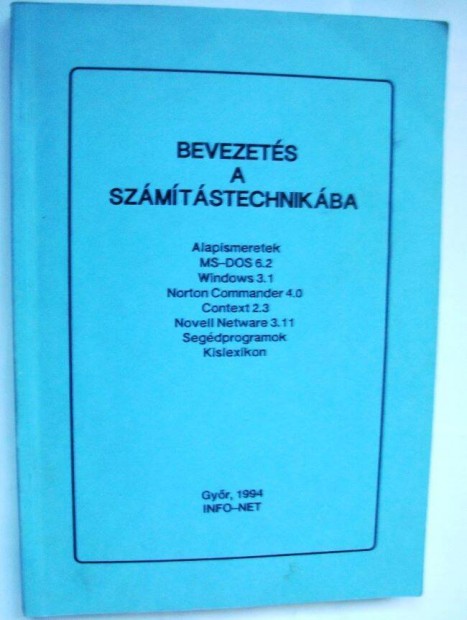 BEVEZETÉS
A
SZÁMÍTÁSTECHNIKÁBA
Alapismeretek
MS-DOS 6.2
Windows 3.1
Norton Commander 4.0
Context 2.3
Novell Netware 3.11
Segédprogramok
Kislexikon
Győr, 1994
INFO-NET